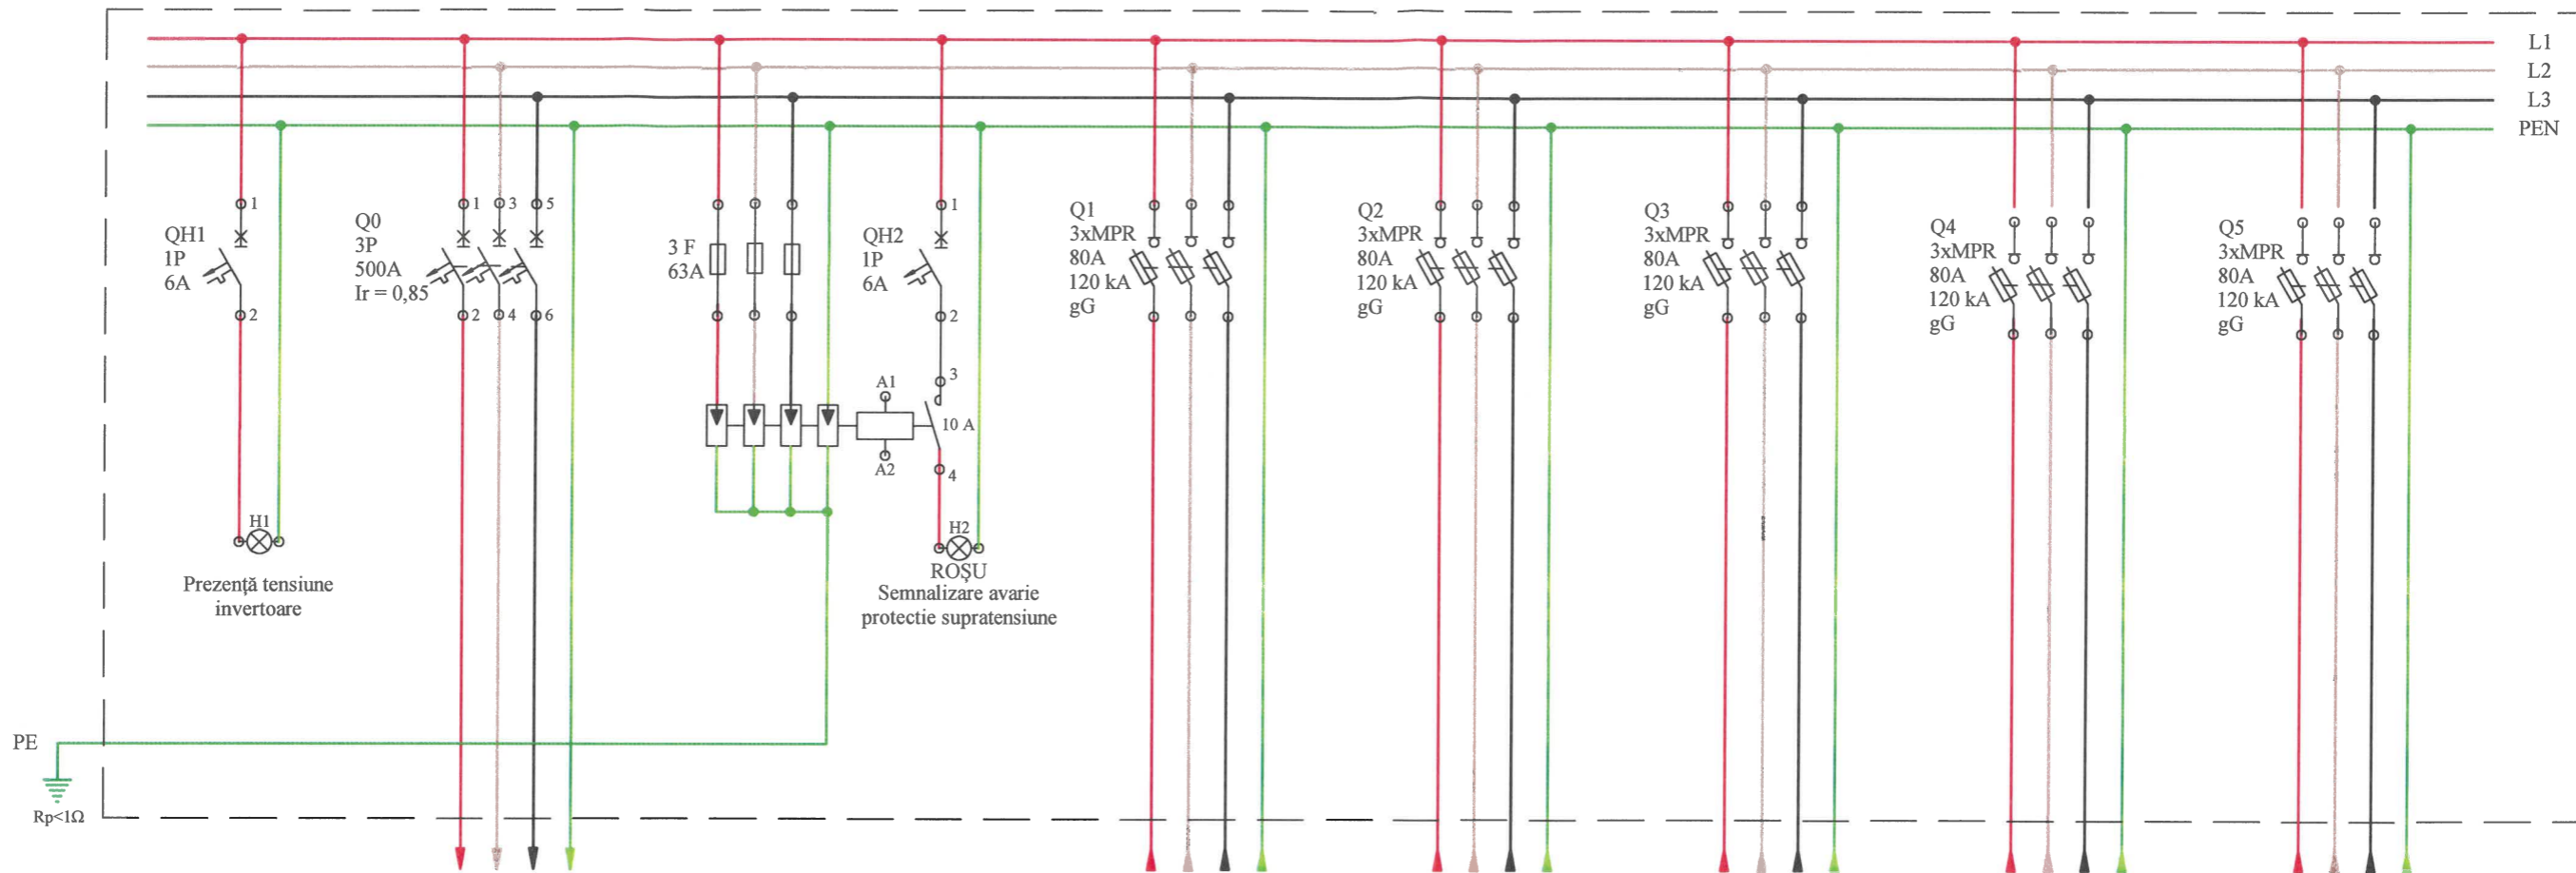 L1
L2
L3
PEN
QH1
1P
6A
1
2
H1
Prezență tensiune
invertoare
Q0
3P
500A
Ir = 0,85
1
3
5
2
4
6
3 F
63A
QH2
1P
6A
1
2
3
A1
10 A
A2
4
H2
ROȘU
Semnalizare avarie
protectie supratensiune
Q1
3xMPR
80A
120 kA
gG
Q2
3xMPR
80A
120 kA
gG
Q3
3xMPR
80A
120 kA
gG
Q4
3xMPR
80A
120 kA
gG
Q5
3xMPR
80A
120 kA
gG
PE
Rp<1Ω